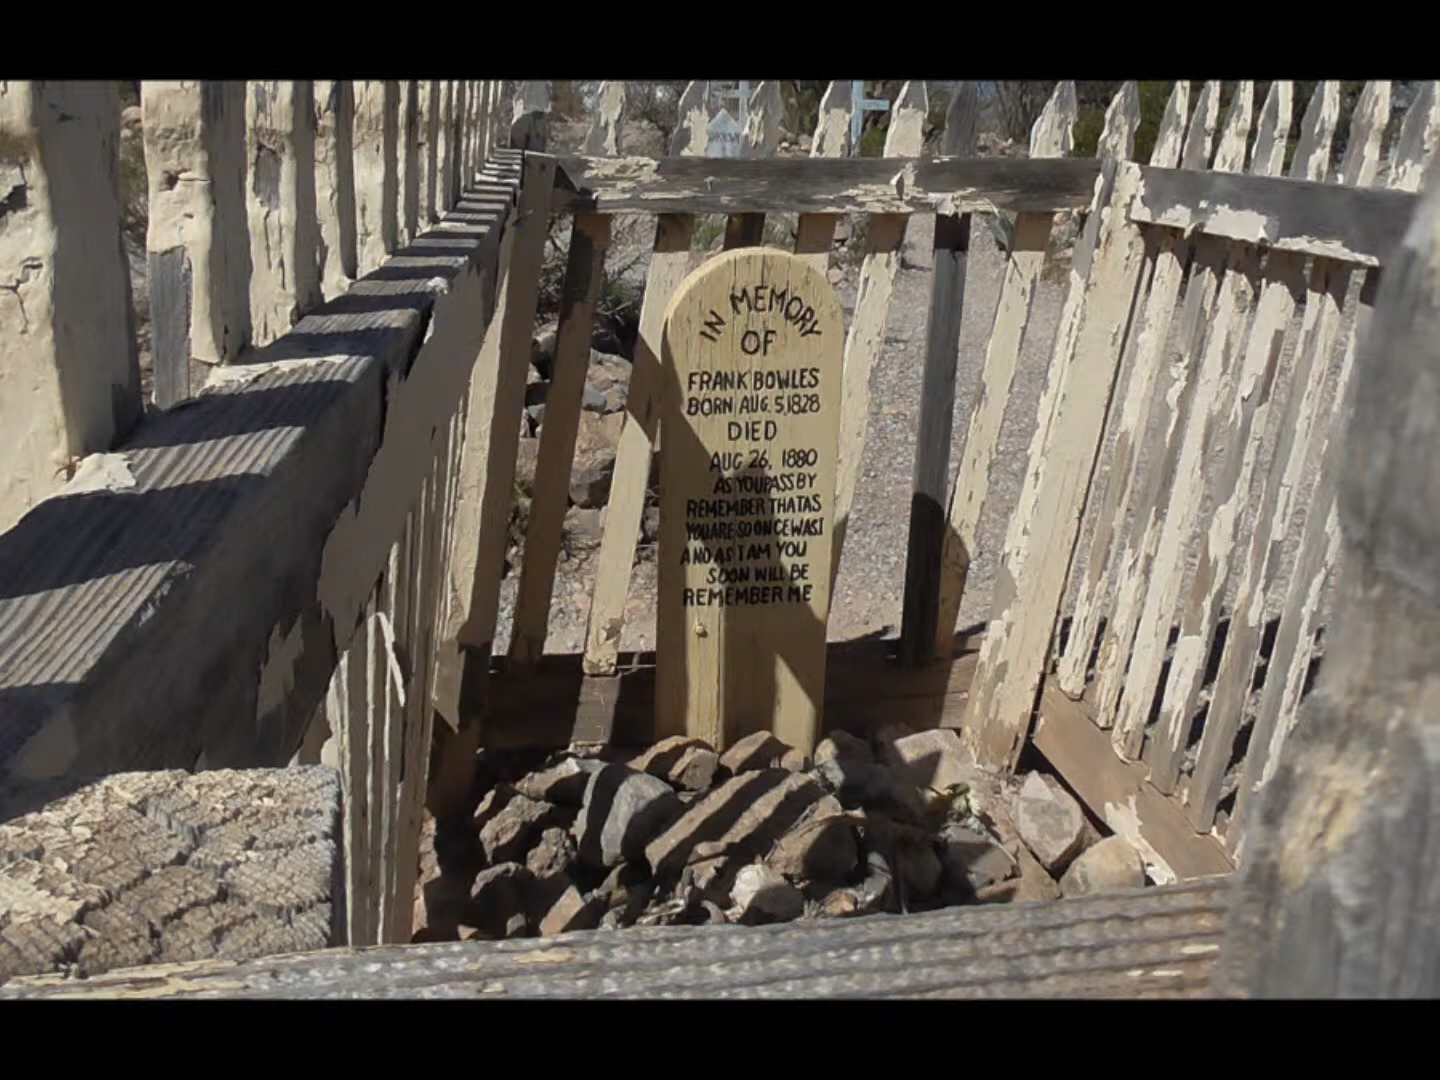 IN MEMORY
OF
FRANK BOWLES
BORN AUG. 5, 1828
DIED
AUG 26, 1880
AS YOU PASS BY
REMEMBER THAT AS
YOU ARE SO ONCE WAS I
AND AS I AM YOU
SOON WILL BE
REMEMBER ME